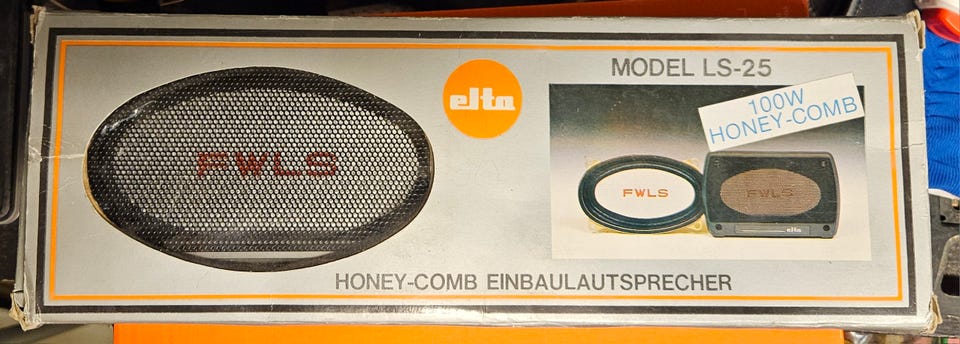 FWLS
elta
MODEL LS-25
100W
HONEY-COMB
FWLS
FWLS
elta
HONEY-COMB EINBAULAUTSPRECHER